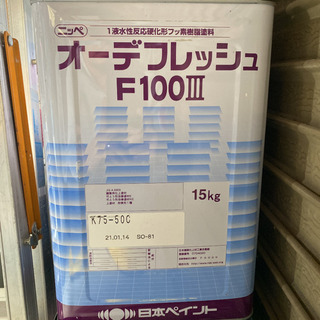 ニッペ
1液水性反応硬化形フッ素樹脂塗料
オーデフレッシュ
F100III
15kg
K75-50C
21.01.14 SO-81
日本ペイント